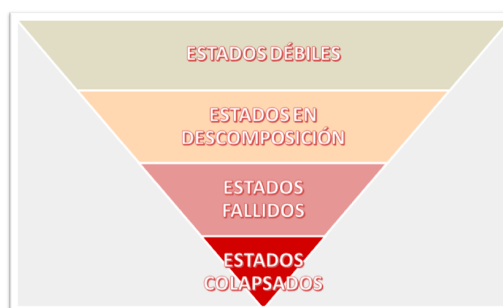 ESTADOS DÉBILES
ESTADOS EN
DESCOMPOSICIÓN
ESTADOS
FALLIDOS
ESTADOS
COLAPSADOS